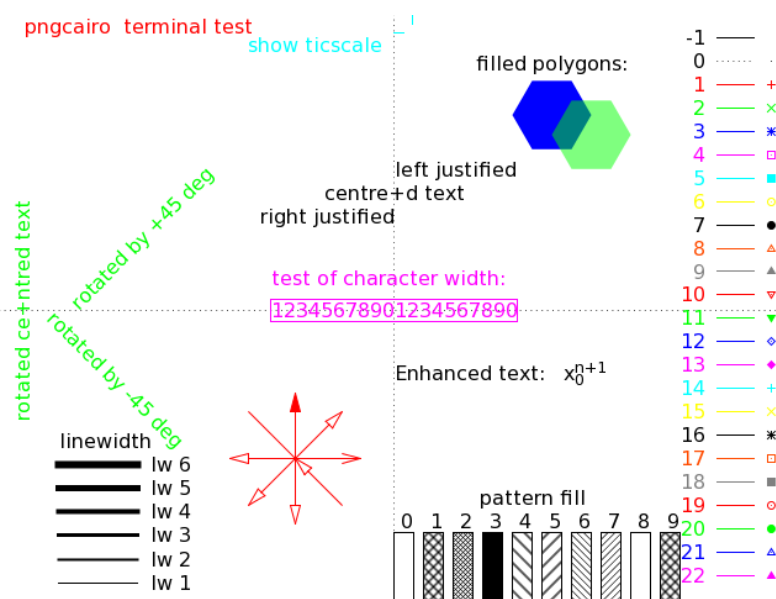 pngcairo  terminal test
show ticscale
filled polygons:
left justified
centre+d text
right justified
rotated by +45 deg
rotated ce+ntred text
rotated by -45 deg
test of character width:
12345678901234567890
Enhanced text:   x₀ⁿ⁺¹
linewidth
lw 6
lw 5
lw 4
lw 3
lw 2
lw 1
pattern fill
0 1 2 3 4 5 6 7 8 9
-1
0
1
2
3
4
5
6
7
8
9
10
11
12
13
14
15
16
17
18
19
20
21
22